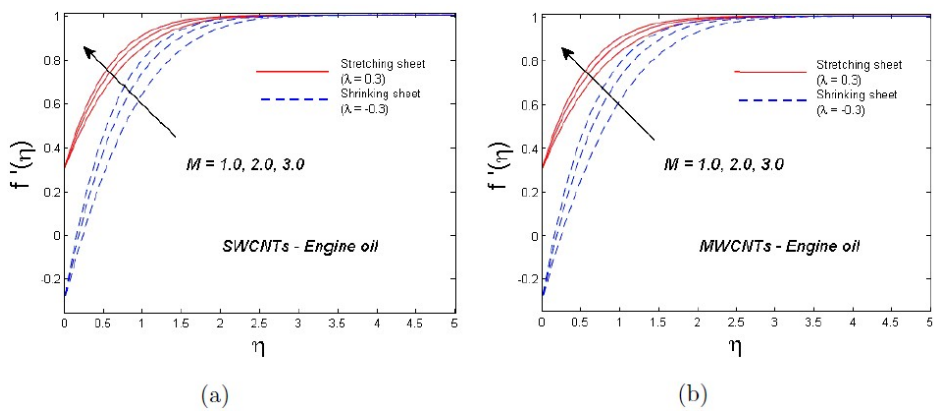 1
0.8
0.6
0.4
0.2
0
-0.2
f '(η)
Stretching sheet
(λ = 0.3)
Shrinking sheet
(λ = -0.3)
M = 1.0, 2.0, 3.0
SWCNTs - Engine oil
0 0.5 1 1.5 2 2.5 3 3.5 4 4.5 5
η
(a)
1
0.8
0.6
0.4
0.2
0
-0.2
f '(η)
Stretching sheet
(λ = 0.3)
Shrinking sheet
(λ = -0.3)
M = 1.0, 2.0, 3.0
MWCNTs - Engine oil
0 0.5 1 1.5 2 2.5 3 3.5 4 4.5 5
η
(b)